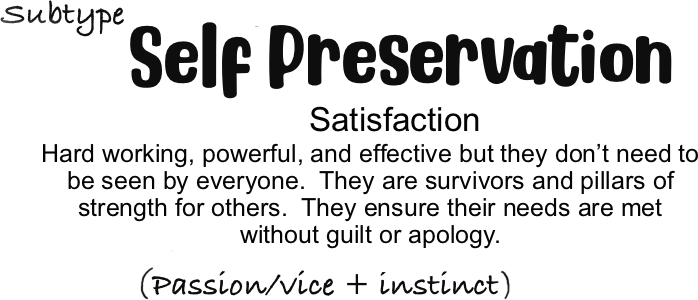 Subtype
Self Preservation
Satisfaction
Hard working, powerful, and effective but they don't need to
be seen by everyone.  They are survivors and pillars of
strength for others.  They ensure their needs are met
without guilt or apology.
(Passion/vice + instinct)